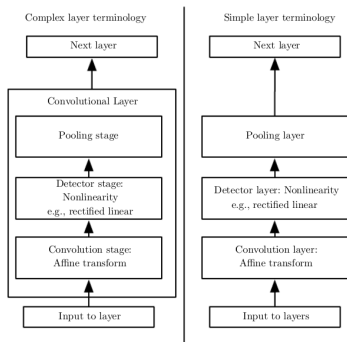 Complex layer terminology
Next layer
Convolutional Layer
Pooling stage
Detector stage:
Nonlinearity
e.g., rectified linear
Convolution stage:
Affine transform
Input to layer
Simple layer terminology
Next layer
Pooling layer
Detector layer: Nonlinearity
e.g., rectified linear
Convolution layer:
Affine transform
Input to layers